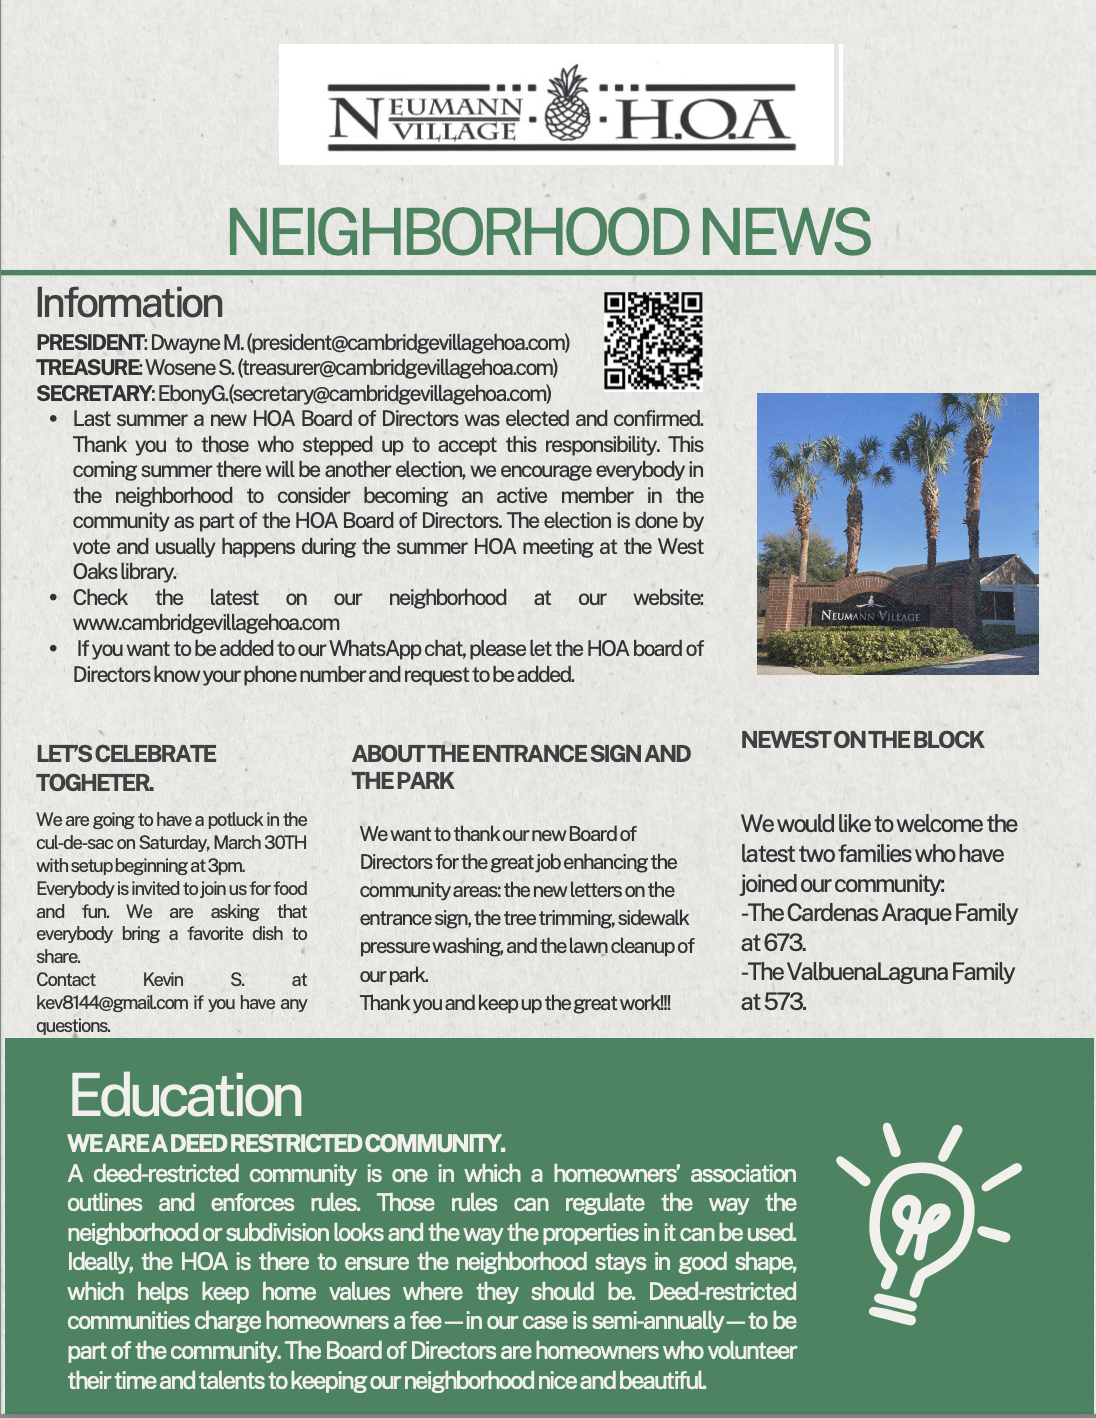 NEUMANN VILLAGE H.O.A
NEIGHBORHOOD NEWS
Information
PRESIDENT: Dwayne M. (president@cambridgevillagehoa.com)
TREASURE: Wosene S. (treasurer@cambridgevillagehoa.com)
SECRETARY: EbonyG.(secretary@cambridgevillagehoa.com)
• Last summer a new HOA Board of Directors was elected and confirmed.
Thank you to those who stepped up to accept this responsibility. This
coming summer there will be another election, we encourage everybody in
the neighborhood to consider becoming an active member in the
community as part of the HOA Board of Directors. The election is done by
vote and usually happens during the summer HOA meeting at the West
Oaks library.
• Check the latest on our neighborhood at our website:
www.cambridgevillagehoa.com
• If you want to be added to our WhatsApp chat, please let the HOA board of
Directors know your phone number and request to be added.
NEUMANN VILLAGE
LET'S CELEBRATE
TOGHETER.
We are going to have a potluck in the
cul-de-sac on Saturday, March 30TH
with setup beginning at 3pm.
Everybody is invited to join us for food
and fun. We are asking that
everybody bring a favorite dish to
share.
Contact Kevin S. at
kev8144@gmail.com if you have any
questions.
ABOUT THE ENTRANCE SIGN AND
THE PARK
We want to thank our new Board of
Directors for the great job enhancing the
community areas: the new letters on the
entrance sign, the tree trimming, sidewalk
pressure washing, and the lawn cleanup of
our park.
Thank you and keep up the great work!!!
NEWEST ON THE BLOCK
We would like to welcome the
latest two families who have
joined our community:
-The Cardenas Araque Family
at 673.
-The ValbuenaLaguna Family
at 573.
Education
WE ARE A DEED RESTRICTED COMMUNITY.
A deed-restricted community is one in which a homeowners' association
outlines and enforces rules. Those rules can regulate the way the
neighborhood or subdivision looks and the way the properties in it can be used.
Ideally, the HOA is there to ensure the neighborhood stays in good shape,
which helps keep home values where they should be. Deed-restricted
communities charge homeowners a fee—in our case is semi-annually—to be
part of the community. The Board of Directors are homeowners who volunteer
their time and talents to keeping our neighborhood nice and beautiful.